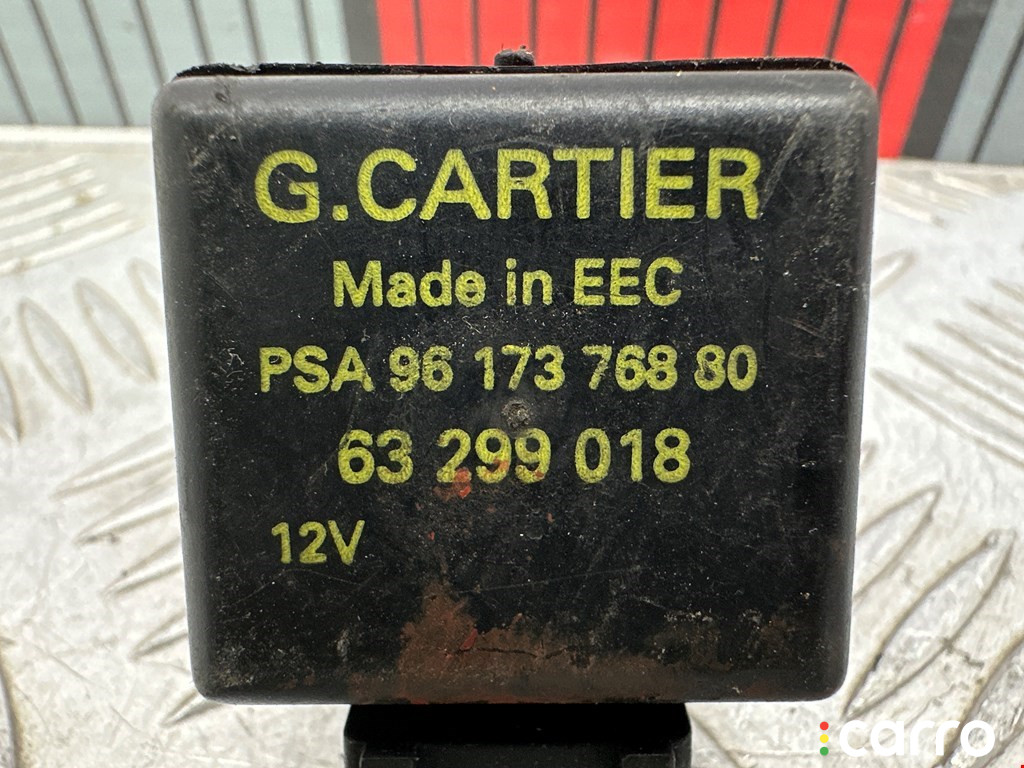 G.CARTIER
Made in EEC
PSA 96 173 768 80
63 299 018
12V
carro